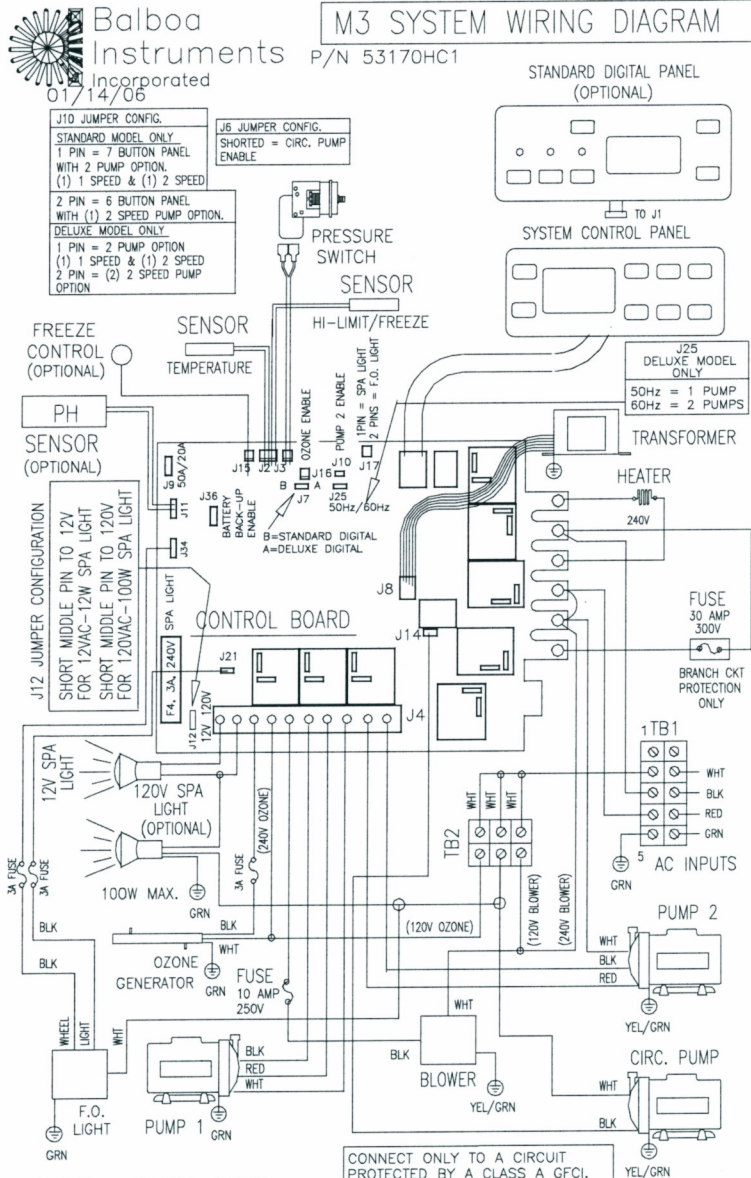 Balboa
Instruments
Incorporated
01/14/06
M3 SYSTEM WIRING DIAGRAM
P/N 53170HC1
STANDARD DIGITAL PANEL
(OPTIONAL)
TO J1
SYSTEM CONTROL PANEL
J10 JUMPER CONFIG.
STANDARD MODEL ONLY
1 PIN = 7 BUTTON PANEL
WITH 2 PUMP OPTION.
(1) 1 SPEED & (1) 2 SPEED
2 PIN = 6 BUTTON PANEL
WITH (1) 2 SPEED PUMP OPTION.
DELUXE MODEL ONLY
1 PIN = 2 PUMP OPTION
(1) 1 SPEED & (1) 2 SPEED
2 PIN = (2) 2 SPEED PUMP
OPTION
J6 JUMPER CONFIG.
SHORTED = CIRC. PUMP
ENABLE
PRESSURE
SWITCH
SENSOR
HI-LIMIT/FREEZE
SENSOR
TEMPERATURE
FREEZE
CONTROL
(OPTIONAL)
PH
SENSOR
(OPTIONAL)
J25
DELUXE MODEL
ONLY
50Hz = 1 PUMP
60Hz = 2 PUMPS
TRANSFORMER
HEATER
240V
FUSE
30 AMP
300V
BRANCH CKT
PROTECTION
ONLY
J9
50A/20A
J11
J34
J36
BATTERY
BACK-UP
ENABLE
J15
J2
J3
OZONE ENABLE
J16
B
A
J7
PUMP 2 ENABLE
J10
J25
50Hz/60Hz
1PIN = SPA LIGHT
2 PINS = F.O. LIGHT
J17
B=STANDARD DIGITAL
A=DELUXE DIGITAL
J8
J14
J12 JUMPER CONFIGURATION
SHORT MIDDLE PIN TO 12V
FOR 12VAC-12W SPA LIGHT
SHORT MIDDLE PIN TO 120V
FOR 120VAC-100W SPA LIGHT
F4, 3A, 240V
SPA LIGHT
CONTROL BOARD
J21
J12
12V 120V
J4
12V SPA
LIGHT
120V SPA
LIGHT
(OPTIONAL)
100W MAX.
GRN
3A FUSE
3A FUSE
(240V OZONE)
3A FUSE
BLK
WHT
OZONE
GENERATOR
GRN
(120V OZONE)
TB2
WHT
WHT
WHT
1
TB1
WHT
BLK
RED
GRN
5
AC INPUTS
GRN
(120V BLOWER)
(240V BLOWER)
FUSE
10 AMP
250V
BLK
BLK
WHEEL
LIGHT
WHT
F.O.
LIGHT
GRN
BLK
RED
WHT
PUMP 1
GRN
WHT
BLK
BLOWER
YEL/GRN
PUMP 2
WHT
BLK
RED
YEL/GRN
CIRC. PUMP
WHT
BLK
YEL/GRN
CONNECT ONLY TO A CIRCUIT
PROTECTED BY A CLASS A GFCI.